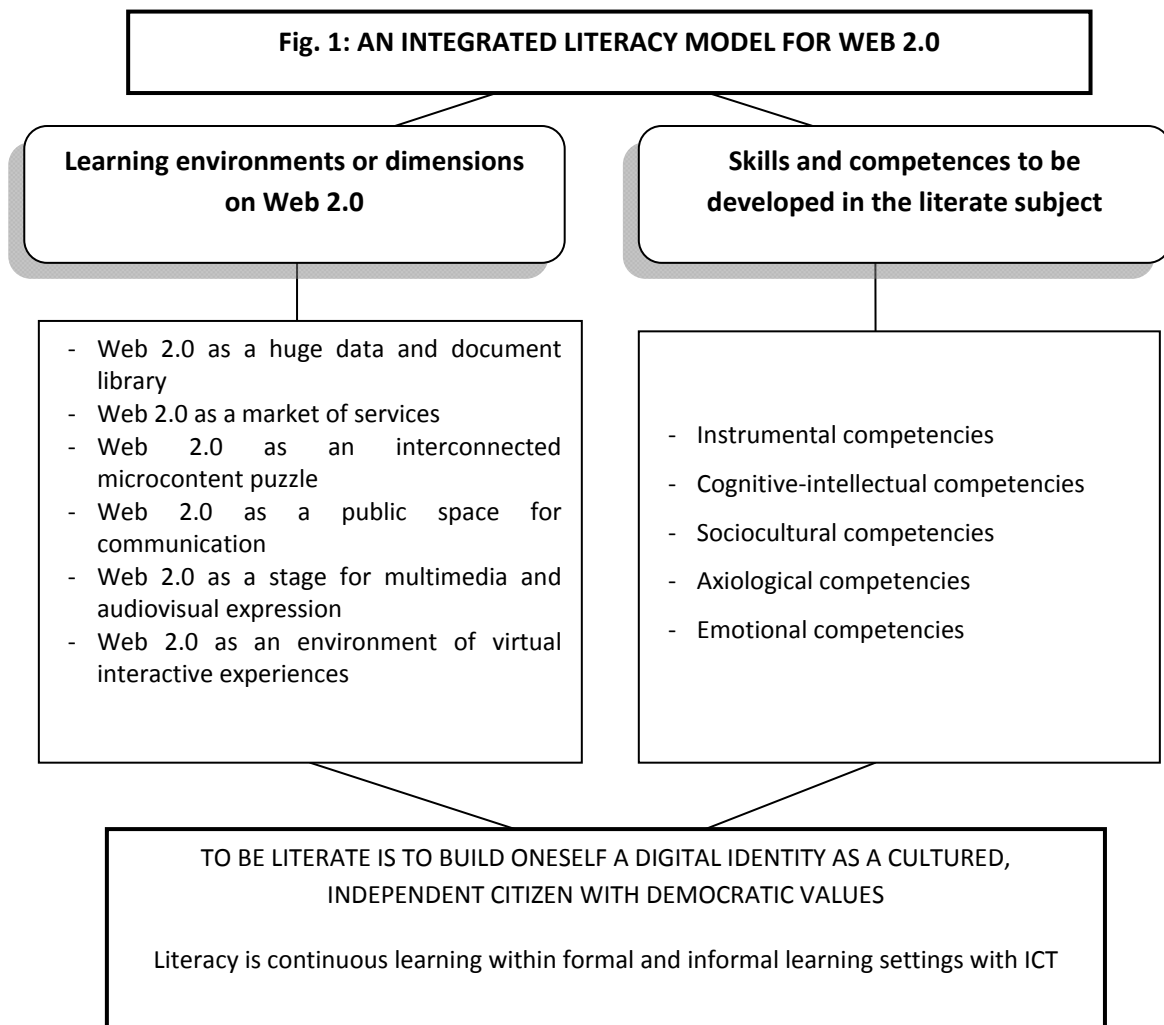 Fig. 1: AN INTEGRATED LITERACY MODEL FOR WEB 2.0
Learning environments or dimensions
on Web 2.0
Skills and competences to be
developed in the literate subject
- Web 2.0 as a huge data and document
library
- Web 2.0 as a market of services
- Web 2.0 as an interconnected
microcontent puzzle
- Web 2.0 as a public space for
communication
- Web 2.0 as a stage for multimedia and
audiovisual expression
- Web 2.0 as an environment of virtual
interactive experiences
- Instrumental competencies
- Cognitive-intellectual competencies
- Sociocultural competencies
- Axiological competencies
- Emotional competencies
TO BE LITERATE IS TO BUILD ONESELF A DIGITAL IDENTITY AS A CULTURED,
INDEPENDENT CITIZEN WITH DEMOCRATIC VALUES
Literacy is continuous learning within formal and informal learning settings with ICT